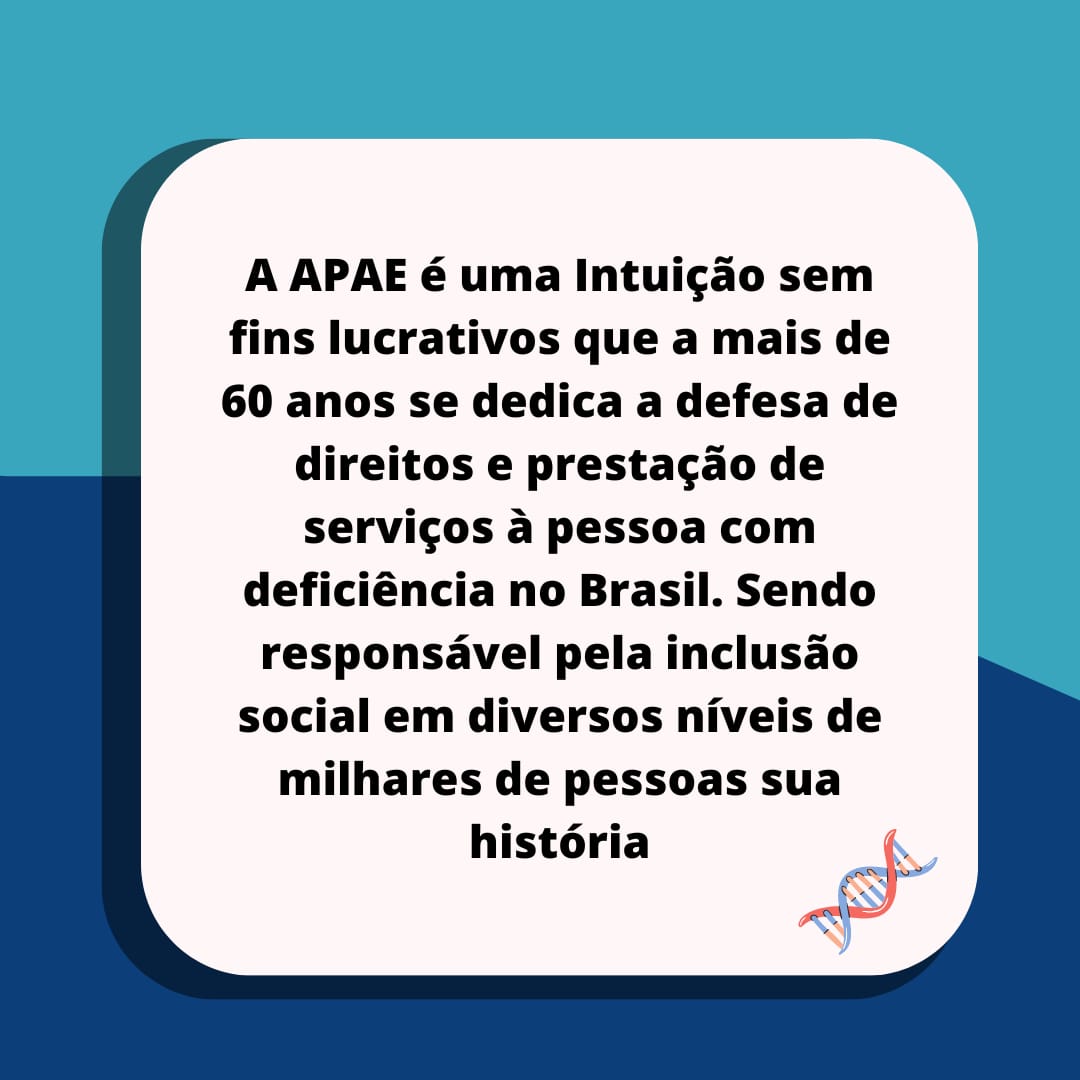 A APAE é uma Intuição sem
fins lucrativos que a mais de
60 anos se dedica a defesa de
direitos e prestação de
serviços à pessoa com
deficiência no Brasil. Sendo
responsável pela inclusão
social em diversos níveis de
milhares de pessoas sua
história